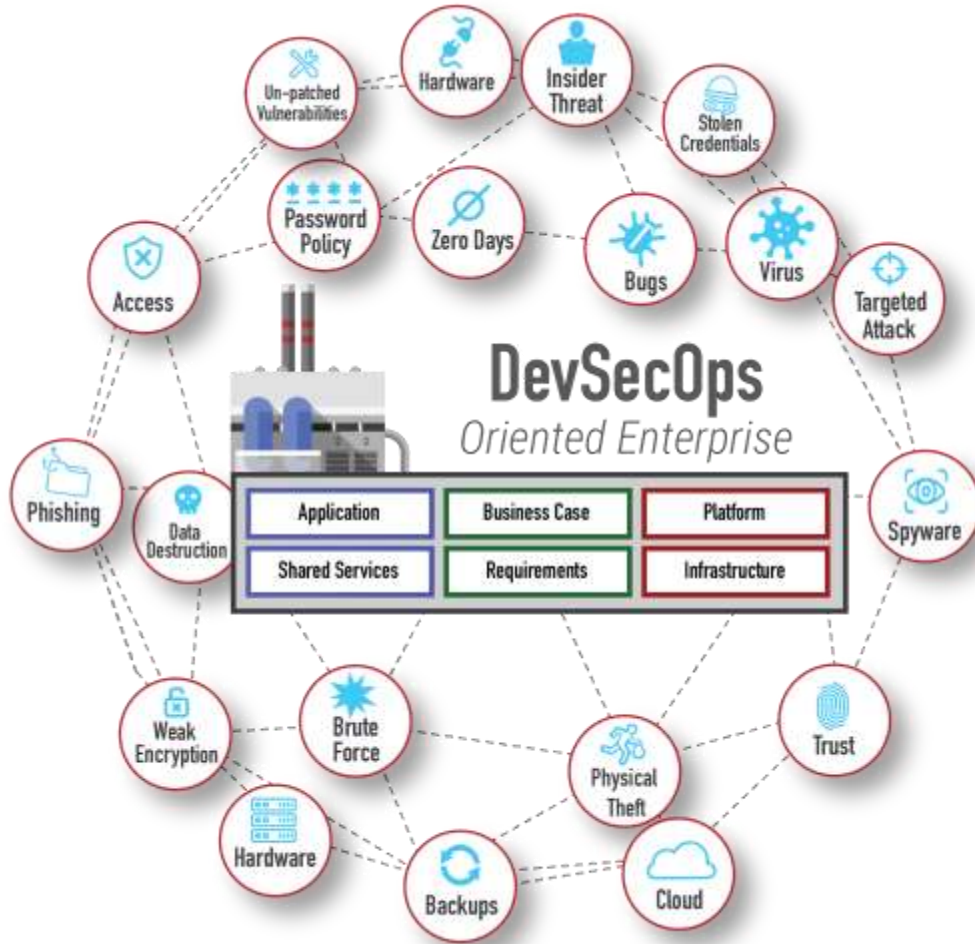 Hardware
Insider
Threat
Un-patched
Vulnerabilities
Stolen
Credentials
Password
Policy
Zero Days
Bugs
Virus
Access
Targeted
Attack
DevSecOps
Oriented Enterprise
Phishing
Data
Destruction
Application
Business Case
Platform
Shared Services
Requirements
Infrastructure
Spyware
Weak
Encryption
Brute
Force
Physical
Theft
Trust
Hardware
Backups
Cloud